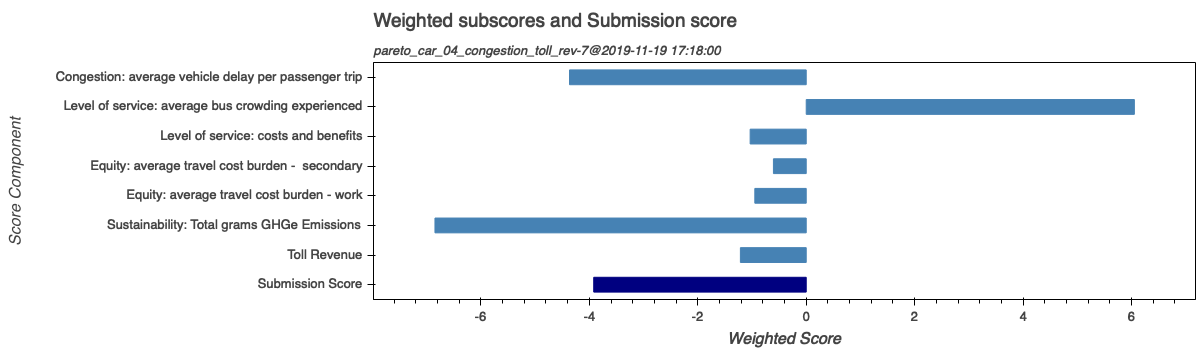 Weighted subscores and Submission score
pareto_car_04_congestion_toll_rev-7@2019-11-19 17:18:00
Score Component
Congestion: average vehicle delay per passenger trip
Level of service: average bus crowding experienced
Level of service: costs and benefits
Equity: average travel cost burden -  secondary
Equity: average travel cost burden - work
Sustainability: Total grams GHGe Emissions
Toll Revenue
Submission Score
-6 -4 -2 0 2 4 6
Weighted Score